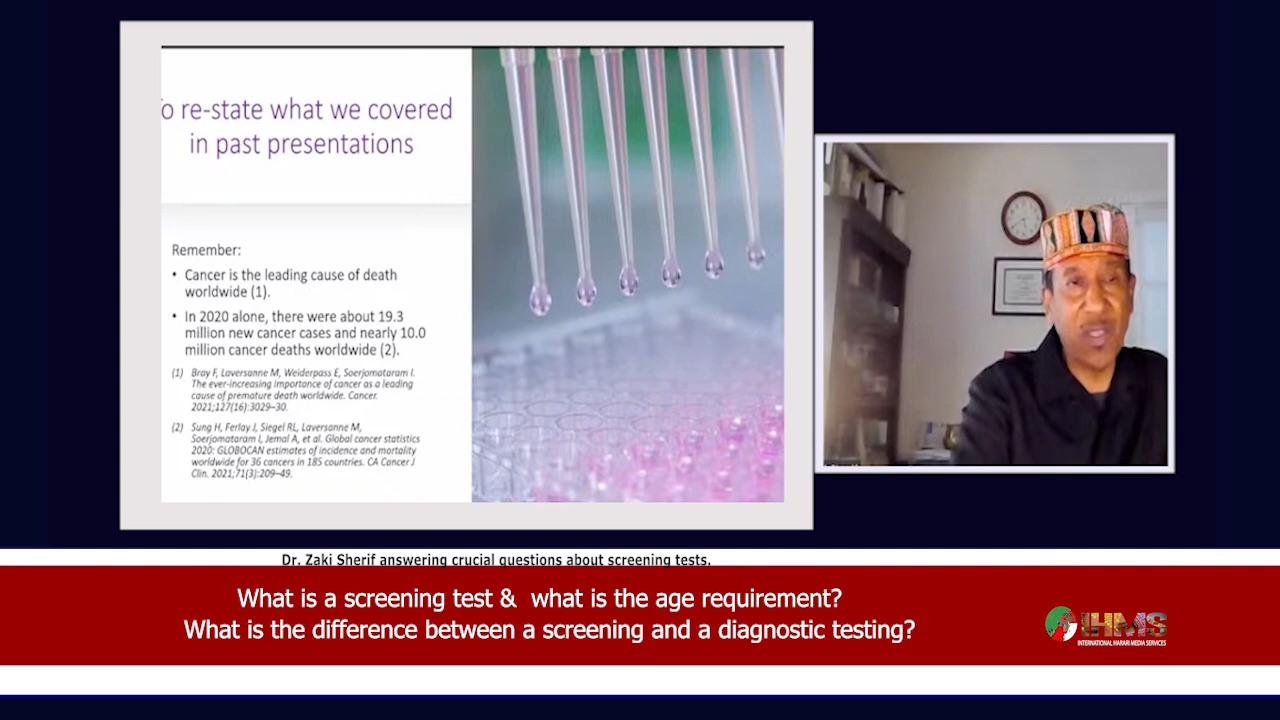 o re-state what we covered
in past presentations
Remember:
• Cancer is the leading cause of death
worldwide (1).
• In 2020 alone, there were about 19.3
million new cancer cases and nearly 10.0
million cancer deaths worldwide (2).
(1) Bray F, Laversanne M, Weiderpass E, Soerjomataram I.
The ever-increasing importance of cancer as a leading
cause of premature death worldwide. Cancer.
2021;127(16):3029–30.
(2) Sung H, Ferlay J, Siegel RL, Laversanne M,
Soerjomataram I, Jemal A, et al. Global cancer statistics
2020: GLOBOCAN estimates of incidence and mortality
worldwide for 36 cancers in 185 countries. CA Cancer J
Clin. 2021;71(3):209–49.
Dr. Zaki Sherif answering crucial questions about screening tests.
What is a screening test & what is the age requirement?
What is the difference between a screening and a diagnostic testing?
IHMS
INTERNATIONAL HARARI MEDIA SERVICES